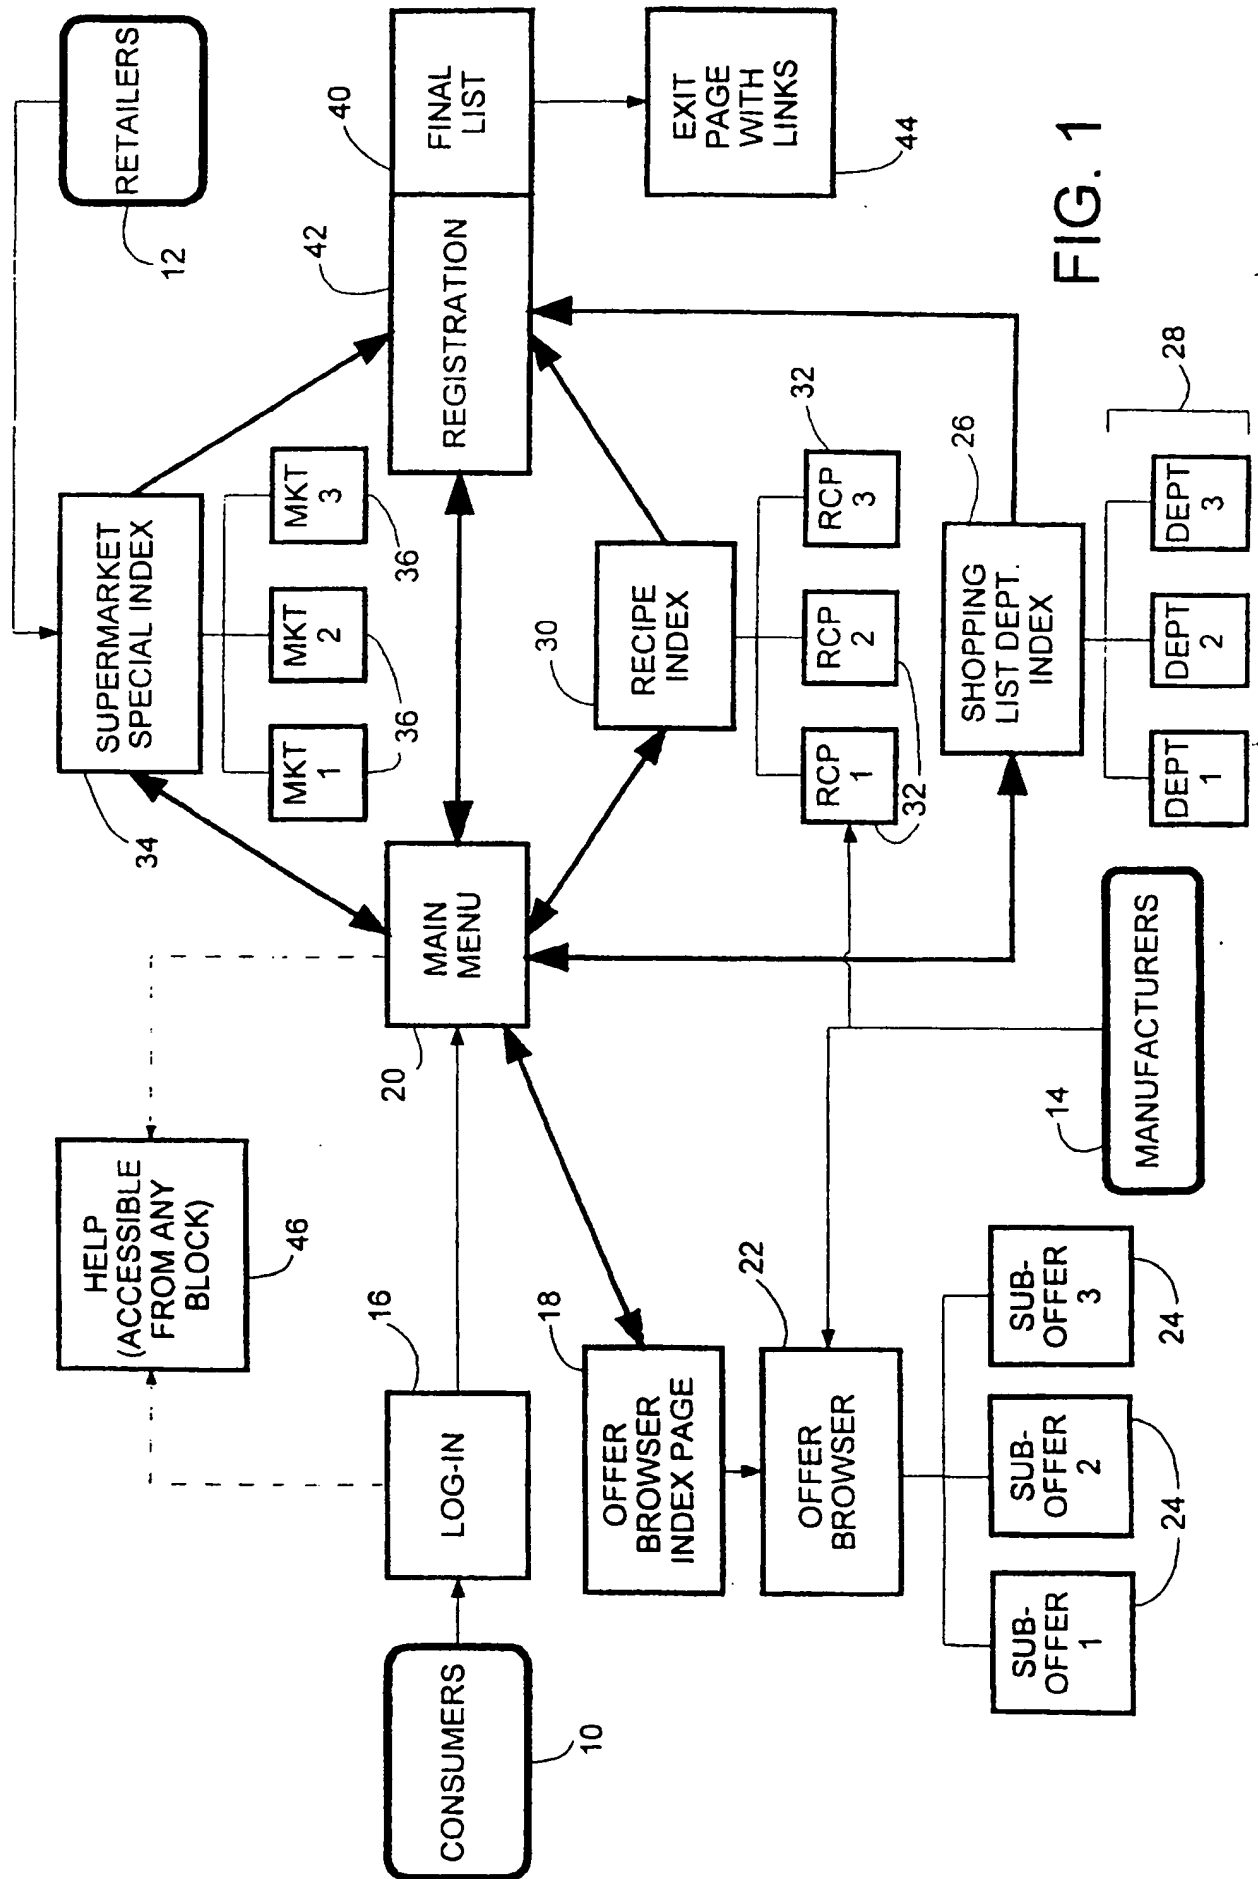 RETAILERS
12
SUPERMARKET
SPECIAL INDEX
34
MKT
1
MKT
2
MKT
3
36
36
HELP
(ACCESSIBLE
FROM ANY
BLOCK)
46
CONSUMERS
10
LOG-IN
16
MAIN
MENU
20
REGISTRATION
42
FINAL
LIST
40
EXIT
PAGE
WITH
LINKS
44
OFFER
BROWSER
INDEX PAGE
18
OFFER
BROWSER
22
SUB-
OFFER
1
SUB-
OFFER
2
SUB-
OFFER
3
24
24
RECIPE
INDEX
30
RCP
1
RCP
2
RCP
3
32
32
SHOPPING
LIST DEPT.
INDEX
26
DEPT
1
DEPT
2
DEPT
3
28
MANUFACTURERS
14
FIG. 1